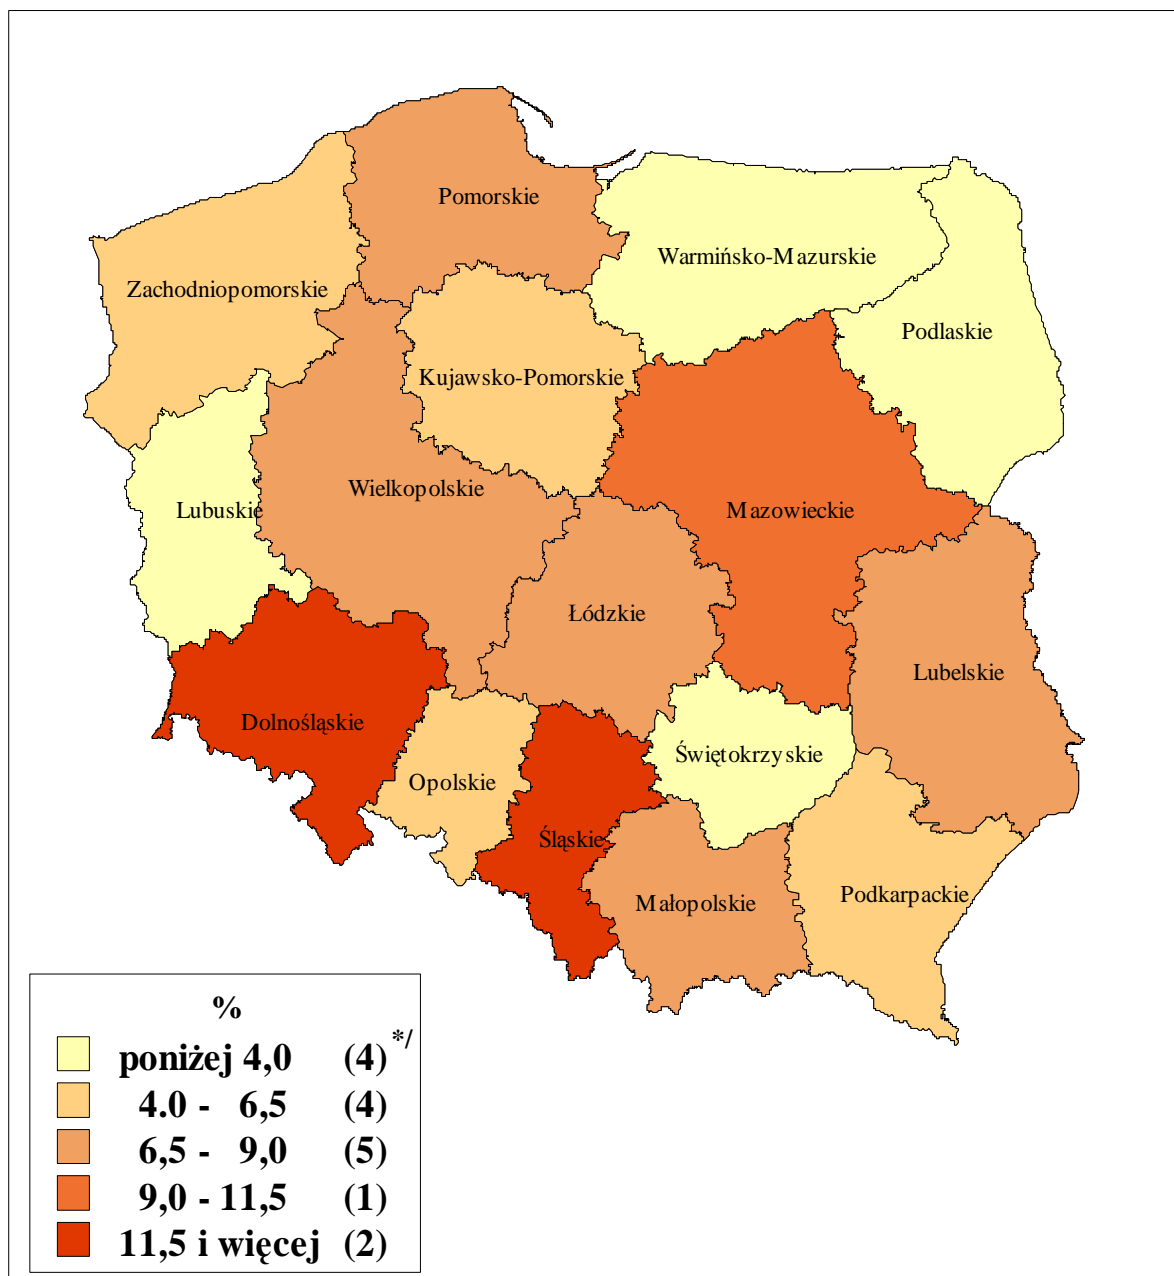 Pomorskie
Warmińsko-Mazurskie
Zachodniopomorskie
Podlaskie
Kujawsko-Pomorskie
Wielkopolskie
Lubuskie
Mazowieckie
Łódzkie
Lubelskie
Dolnośląskie
Świętokrzyskie
Opolskie
Śląskie
Podkarpackie
Małopolskie
%
poniżej 4,0 (4) */
4.0 - 6,5 (4)
6,5 - 9,0 (5)
9,0 - 11,5 (1)
11,5 i więcej (2)